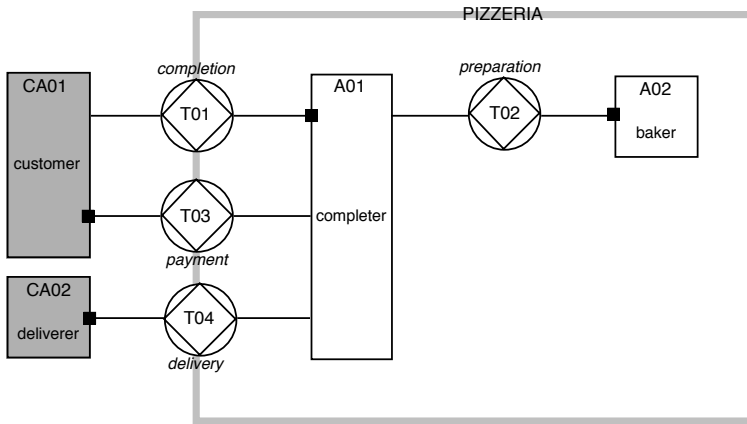 PIZZERIA
completion
preparation
CA01
A01
A02
T01
T02
baker
customer
T03
completer
payment
CA02
T04
deliverer
delivery